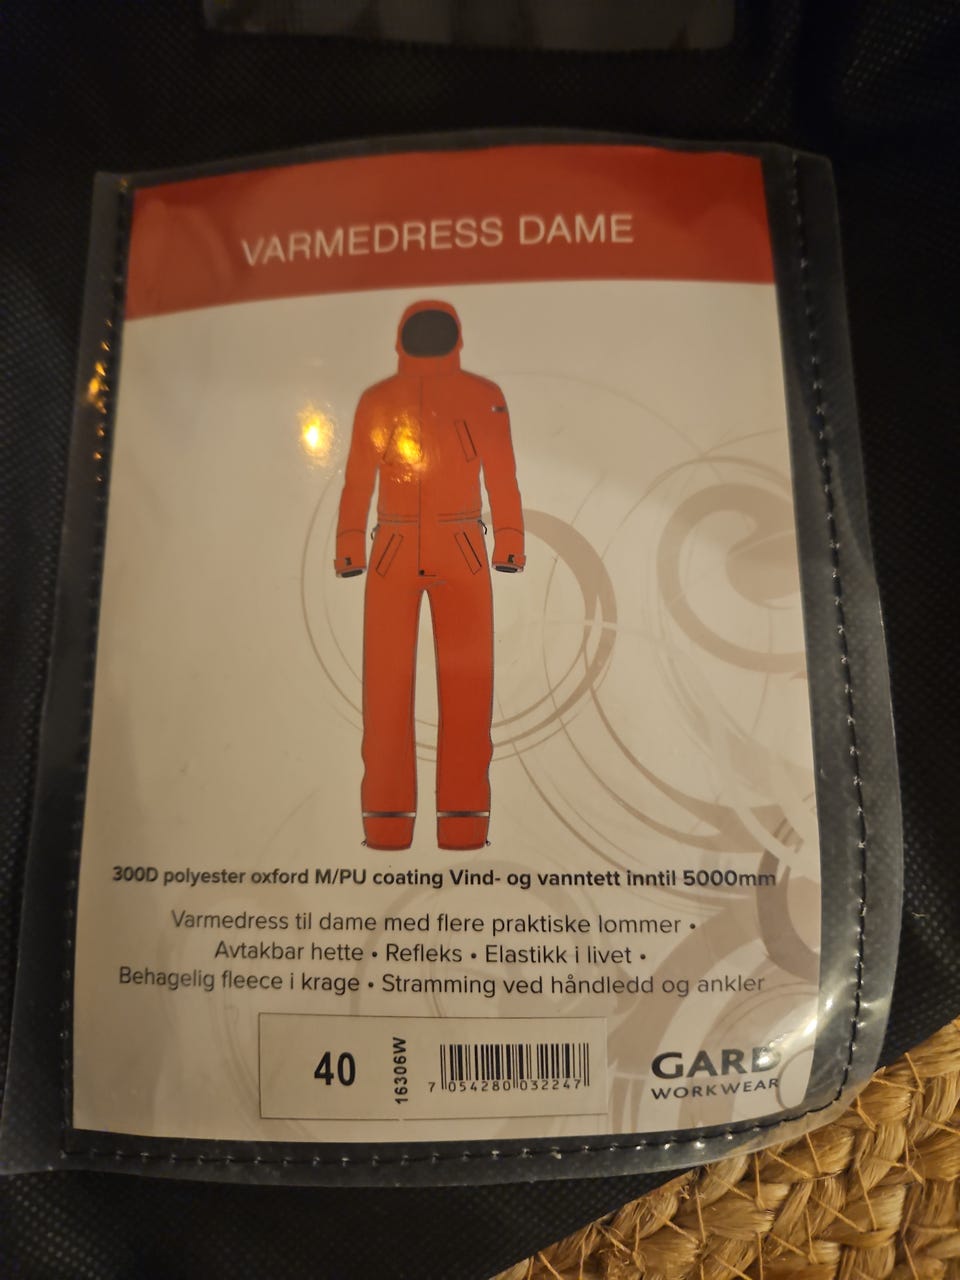 VARMEDRESS DAME
300D polyester oxford M/PU coating Vind- og vanntett inntil 5000mm
Varmedress til dame med flere praktiske lommer •
Avtakbar hette • Refleks • Elastikk i livet •
Behagelig fleece i krage • Stramming ved håndledd og ankler
40
16306W
7 054280 032247
GARD
WORKWEAR